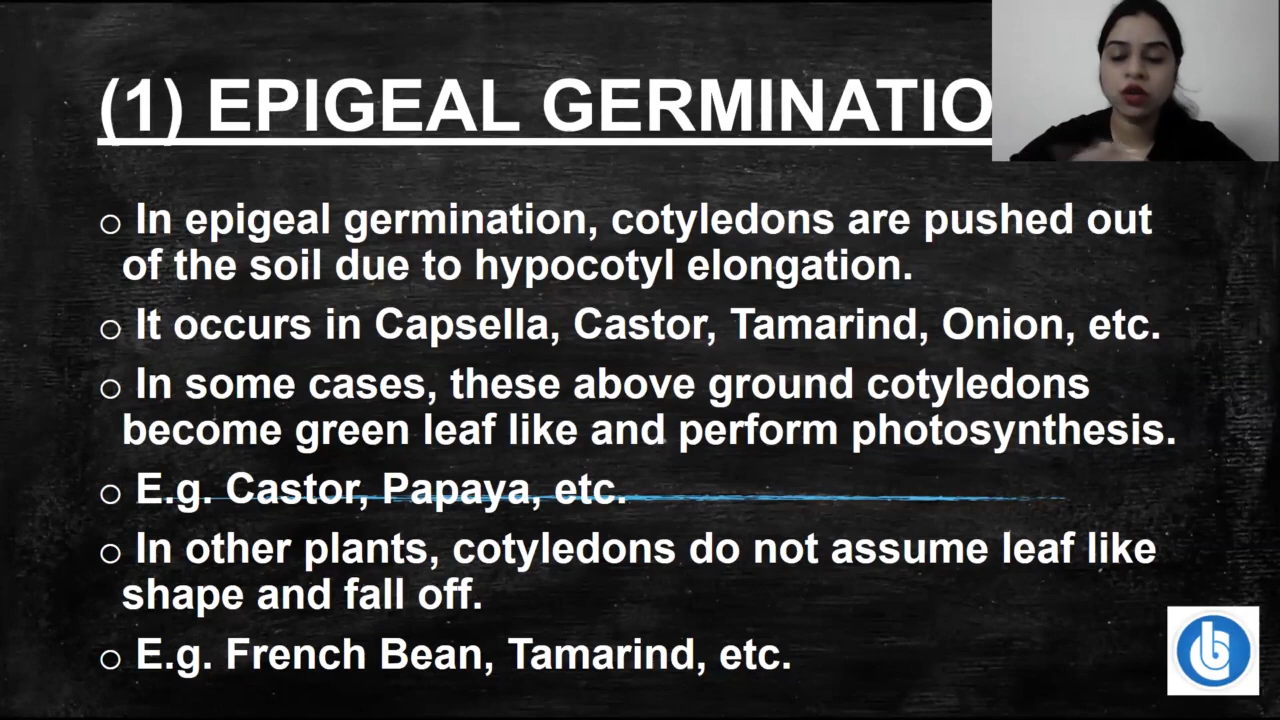 (1) EPIGEAL GERMINATIO
o In epigeal germination, cotyledons are pushed out
of the soil due to hypocotyl elongation.
o It occurs in Capsella, Castor, Tamarind, Onion, etc.
o In some cases, these above ground cotyledons
become green leaf like and perform photosynthesis.
o E.g. Castor, Papaya, etc.
o In other plants, cotyledons do not assume leaf like
shape and fall off.
o E.g. French Bean, Tamarind, etc.